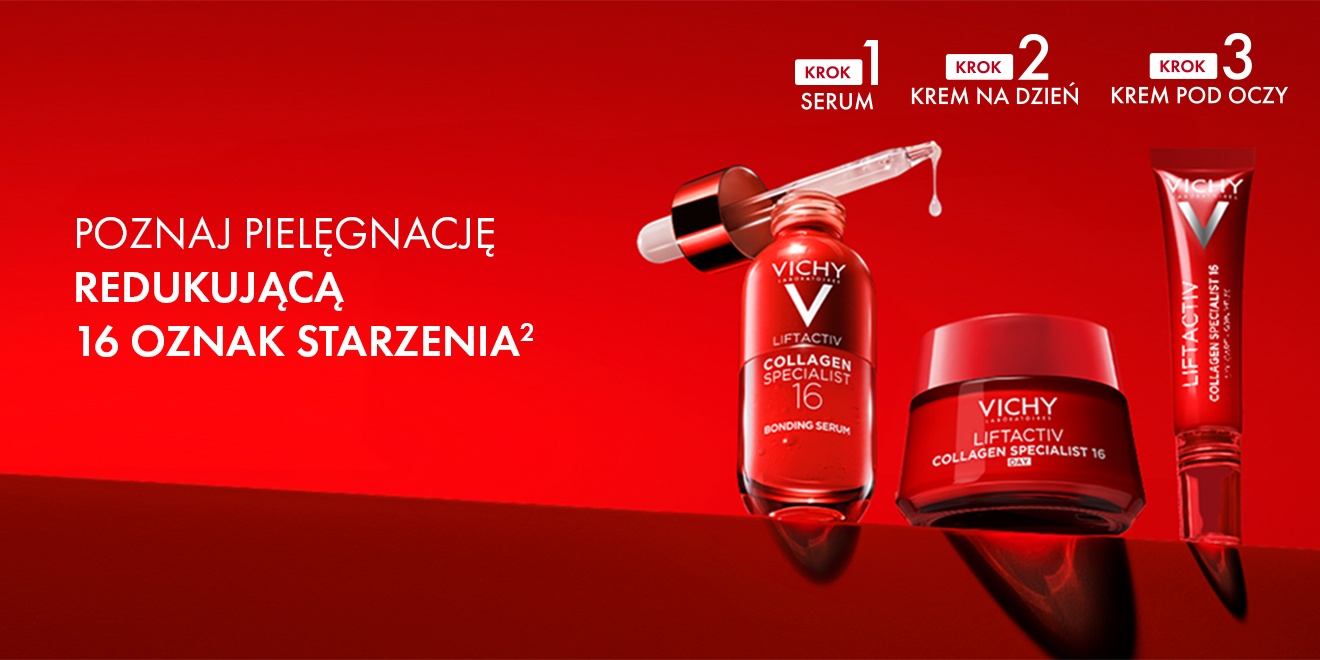 KROK 1
SERUM
KROK 2
KREM NA DZIEŃ
KROK 3
KREM POD OCZY
POZNAJ PIELĘGNACJĘ
REDUKUJĄCĄ
16 OZNAK STARZENIA²
VICHY
LABORATOIRES
V
LIFTACTIV
COLLAGEN
SPECIALIST
16
BONDING SERUM
VICHY
LABORATOIRES
LIFTACTIV
COLLAGEN SPECIALIST 16
DAY
VICHY
LABORATOIRES
V
LIFTACTIV
COLLAGEN SPECIALIST 16